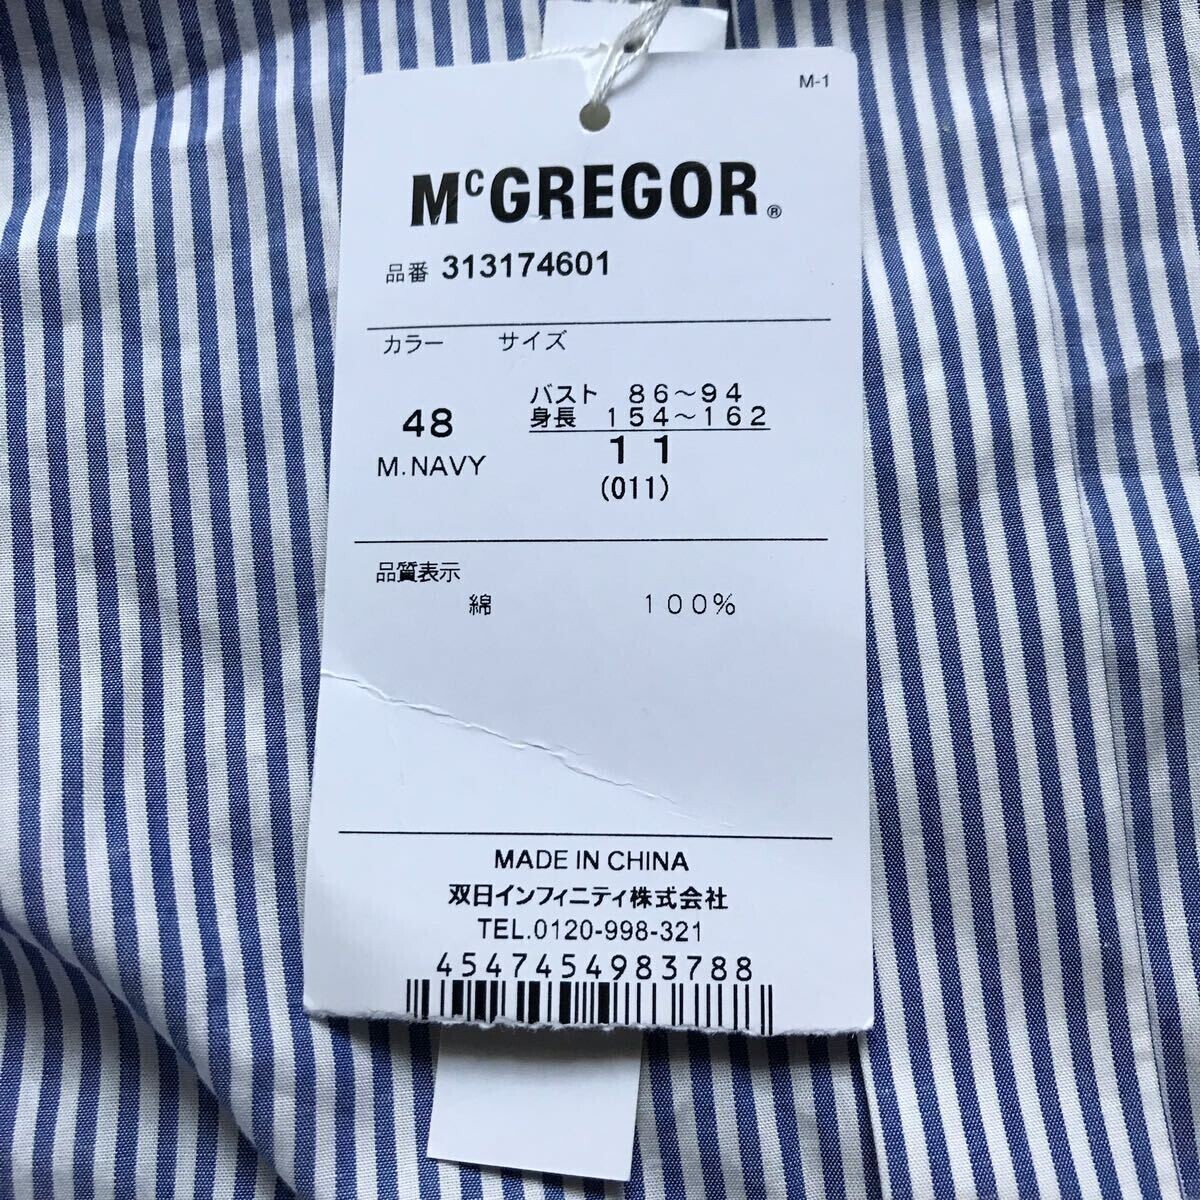 M-1
McGREGOR®
品番 313174601
カラー サイズ
バスト 86～94
48 身長 154～162
M.NAVY 11
(011)
品質表示
綿 100%
MADE IN CHINA
双日インフィニティ株式会社
TEL.0120-998-321
4547454983788